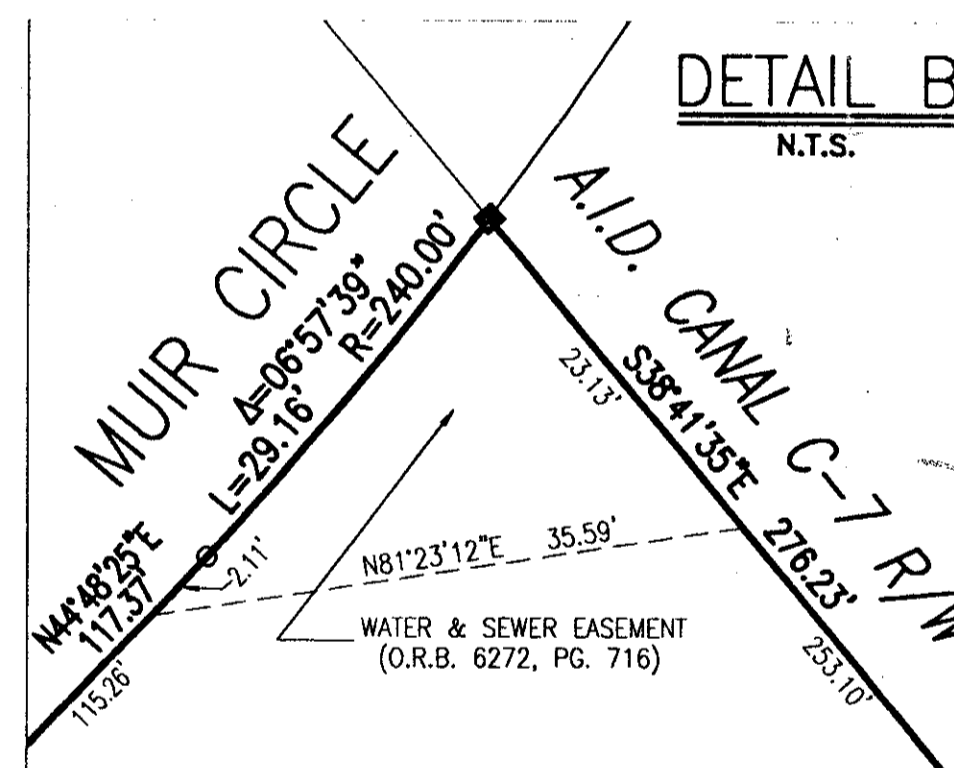 DETAIL B
N.T.S.
MUIR CIRCLE
Δ=06°57'39"
R=240.00'
L=29.16'
A.I.D. CANAL C-7 R/W
23.13'
S38°41'35"E 276.23'
N44°48'25"E
117.37'
2.11'
N81°23'12"E 35.59'
WATER & SEWER EASEMENT
(O.R.B. 6272, PG. 716)
115.26'
253.10'